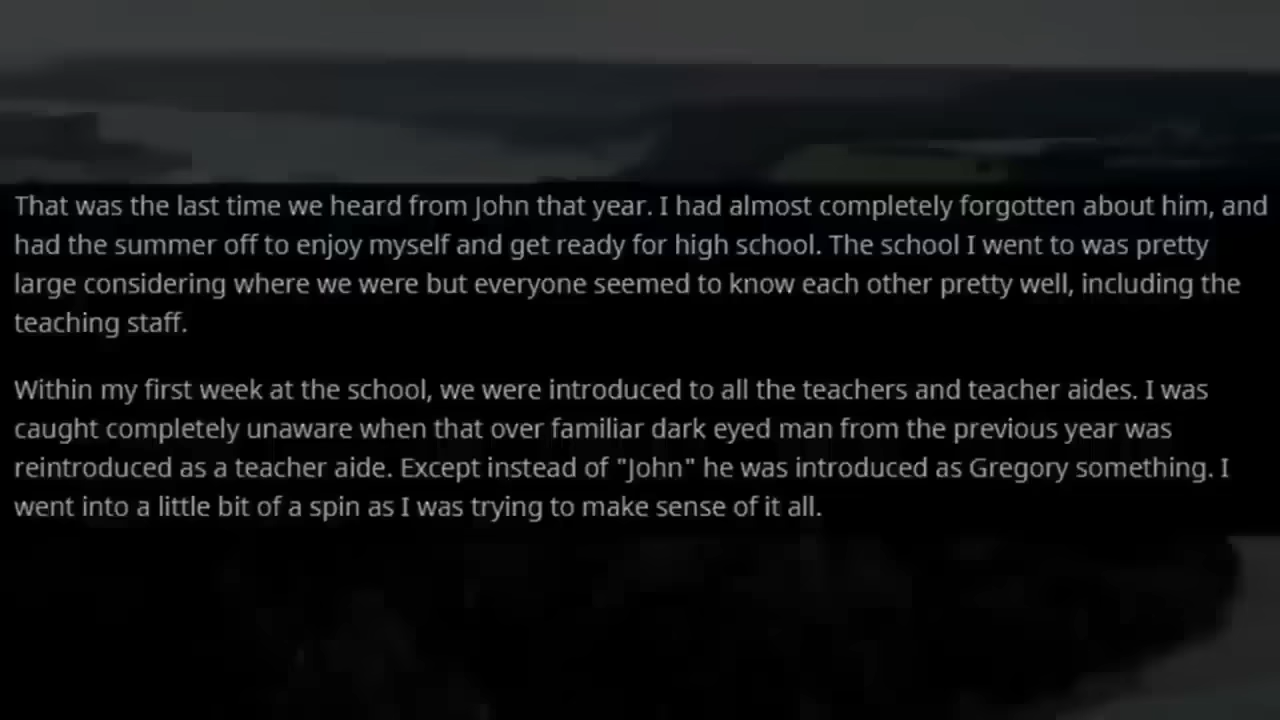 That was the last time we heard from John that year. I had almost completely forgotten about him, and
had the summer off to enjoy myself and get ready for high school. The school I went to was pretty
large considering where we were but everyone seemed to know each other pretty well, including the
teaching staff.
Within my first week at the school, we were introduced to all the teachers and teacher aides. I was
caught completely unaware when that over familiar dark eyed man from the previous year was
reintroduced as a teacher aide. Except instead of "John" he was introduced as Gregory something. I
went into a little bit of a spin as I was trying to make sense of it all.